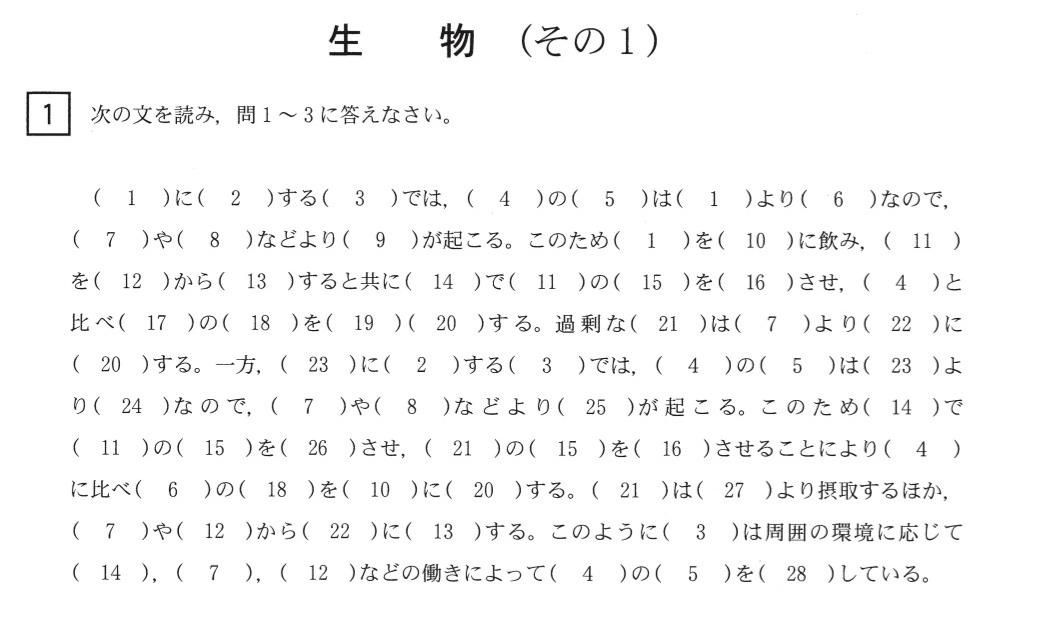 生　物　(その1)
1　次の文を読み，問1～3に答えなさい。
(　1　)に(　2　)する(　3　)では，(　4　)の(　5　)は(　1　)より(　6　)なので，
(　7　)や(　8　)などより(　9　)が起こる。このため(　1　)を(　10　)に飲み，(　11　)
を(　12　)から(　13　)すると共に(　14　)で(　11　)の(　15　)を(　16　)させ，(　4　)と
比べ(　17　)の(　18　)を(　19　)(　20　)する。過剰な(　21　)は(　7　)より(　22　)に
(　20　)する。一方，(　23　)に(　2　)する(　3　)では，(　4　)の(　5　)は(　23　)よ
り(　24　)なので，(　7　)や(　8　)などより(　25　)が起こる。このため(　14　)で
(　11　)の(　15　)を(　26　)させ，(　21　)の(　15　)を(　16　)させることにより(　4　)
に比べ(　6　)の(　18　)を(　10　)に(　20　)する。(　21　)は(　27　)より摂取するほか，
(　7　)や(　12　)から(　22　)に(　13　)する。このように(　3　)は周囲の環境に応じて
(　14　)，(　7　)，(　12　)などの働きによって(　4　)の(　5　)を(　28　)している。